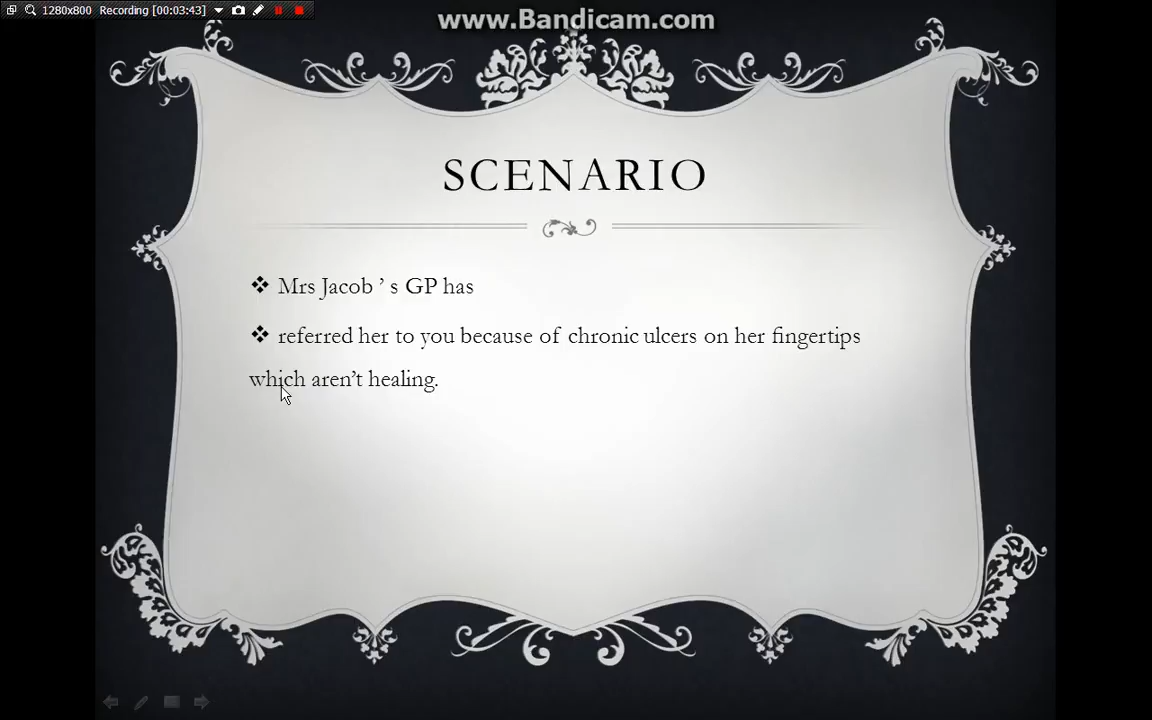 1280x800 Recording [00:03:43]
www.Bandicam.com
SCENARIO
❖ Mrs Jacob ’ s GP has
❖ referred her to you because of chronic ulcers on her fingertips
which aren’t healing.